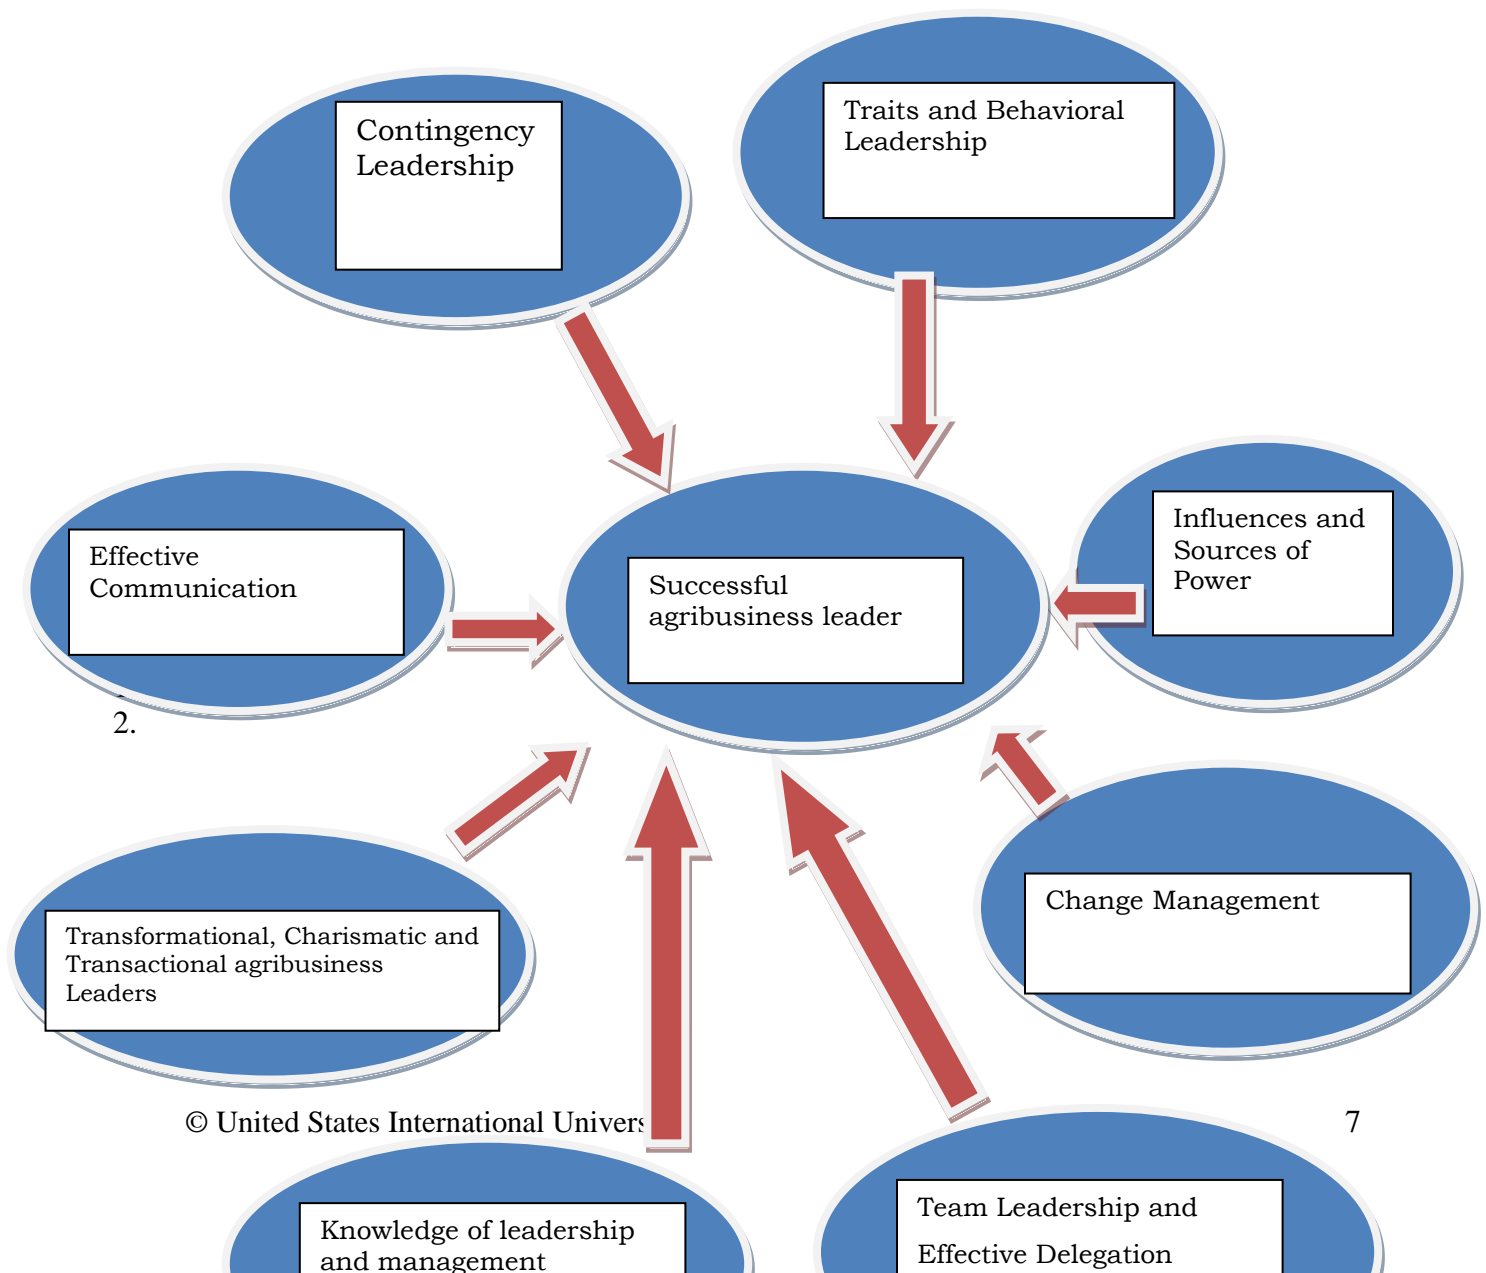 Contingency
Leadership
Traits and Behavioral
Leadership
Effective
Communication
Successful
agribusiness leader
Influences and
Sources of
Power
2.
Transformational, Charismatic and
Transactional agribusiness
Leaders
Change Management
© United States International
7
Knowledge of leadership
and management
Team Leadership and
Effective Delegation